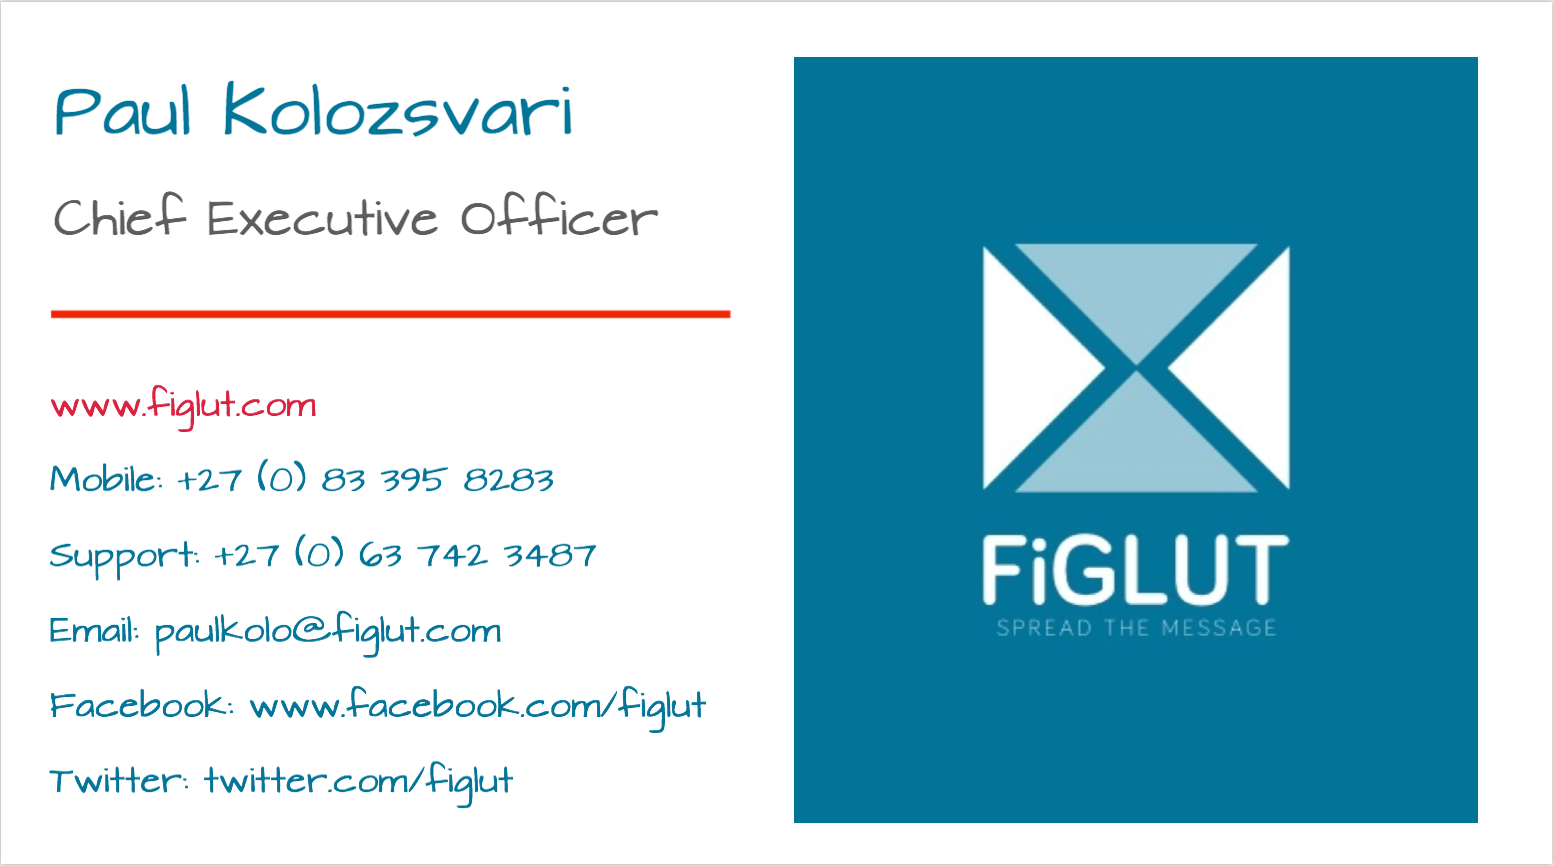 Paul Kolozsvari
Chief Executive Officer
www.figlut.com
Mobile: +27 (0) 83 395 8283
Support: +27 (0) 63 742 3487
Email: paulkolo@figlut.com
Facebook: www.facebook.com/figlut
Twitter: twitter.com/figlut
FiGLUT
SPREAD THE MESSAGE